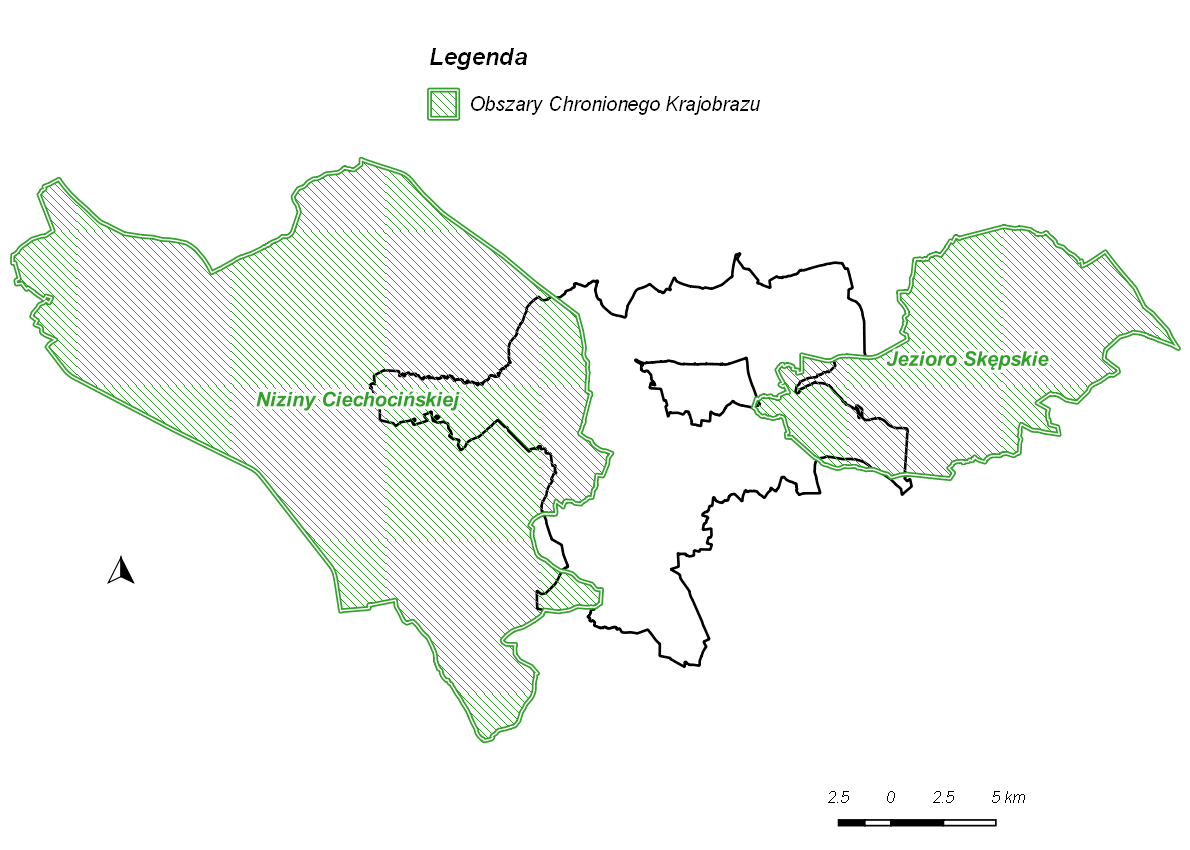 Legenda
Obszary Chronionego Krajobrazu
Jezioro Skępskie
Niziny Ciechocińskiej
2.5 0 2.5 5 km